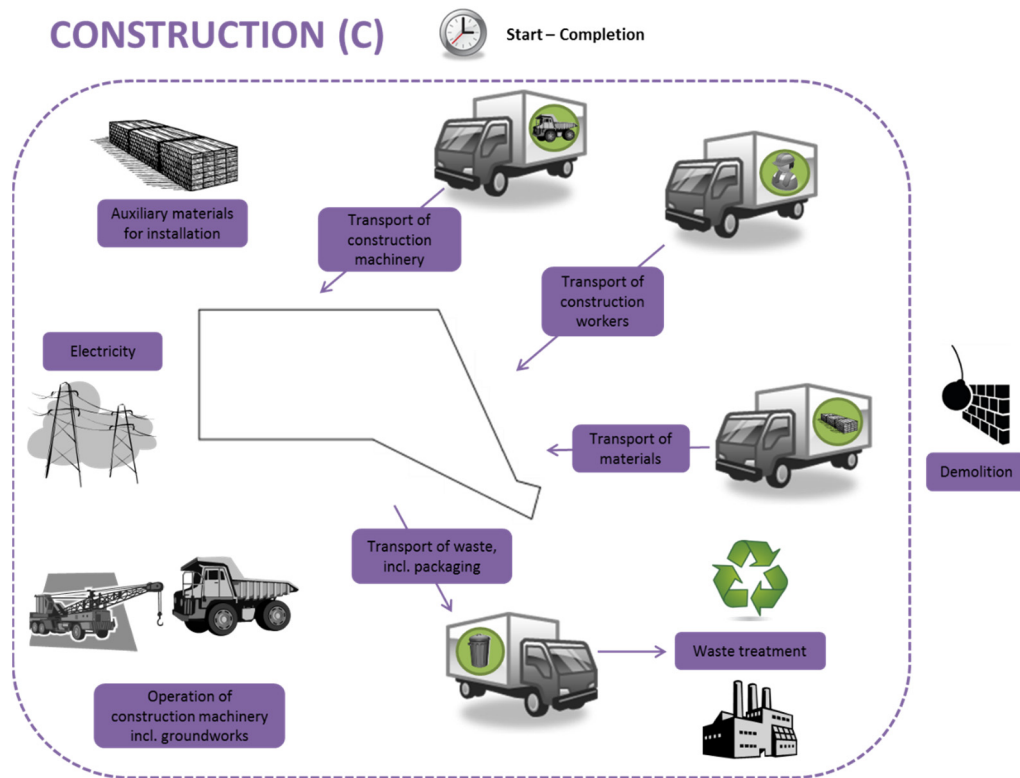 CONSTRUCTION (C)
Start – Completion
Auxiliary materials
for installation
Transport of
construction
machinery
Transport of
construction
workers
Electricity
Transport of
materials
Demolition
Transport of waste,
incl. packaging
Waste treatment
Operation of
construction machinery
incl. groundworks